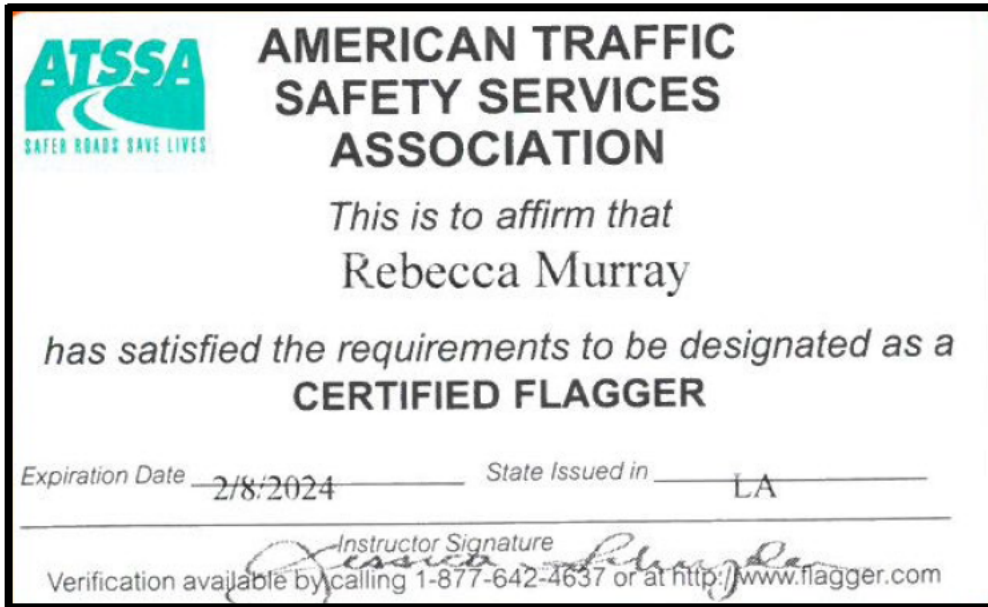 ATSSA
SAFER ROADS SAVE LIVES
AMERICAN TRAFFIC
SAFETY SERVICES
ASSOCIATION
This is to affirm that
Rebecca Murray
has satisfied the requirements to be designated as a
CERTIFIED FLAGGER
Expiration Date 2/8/2024 State Issued in LA
Instructor Signature
Jessica
Verification available by calling 1-877-642-4637 or at http://www.flagger.com